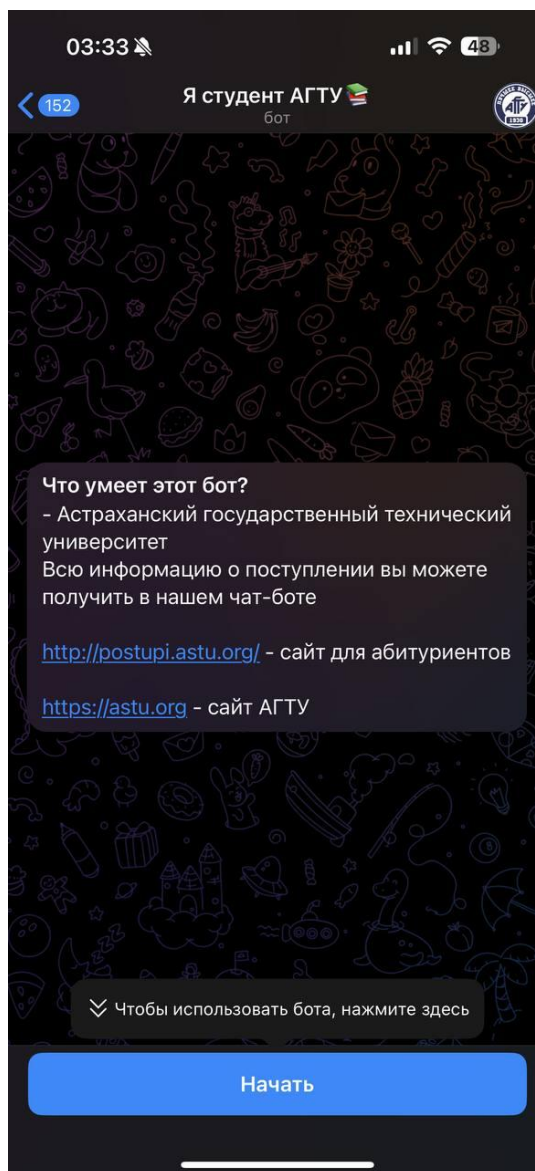 03:33
48
152
Я студент АГТУ
бот
АГТУ
1930
Что умеет этот бот?
- Астраханский государственный технический
университет
Всю информацию о поступлении вы можете
получить в нашем чат-боте
http://postupi.astu.org/ - сайт для абитуриентов
https://astu.org - сайт АГТУ
Чтобы использовать бота, нажмите здесь
Начать